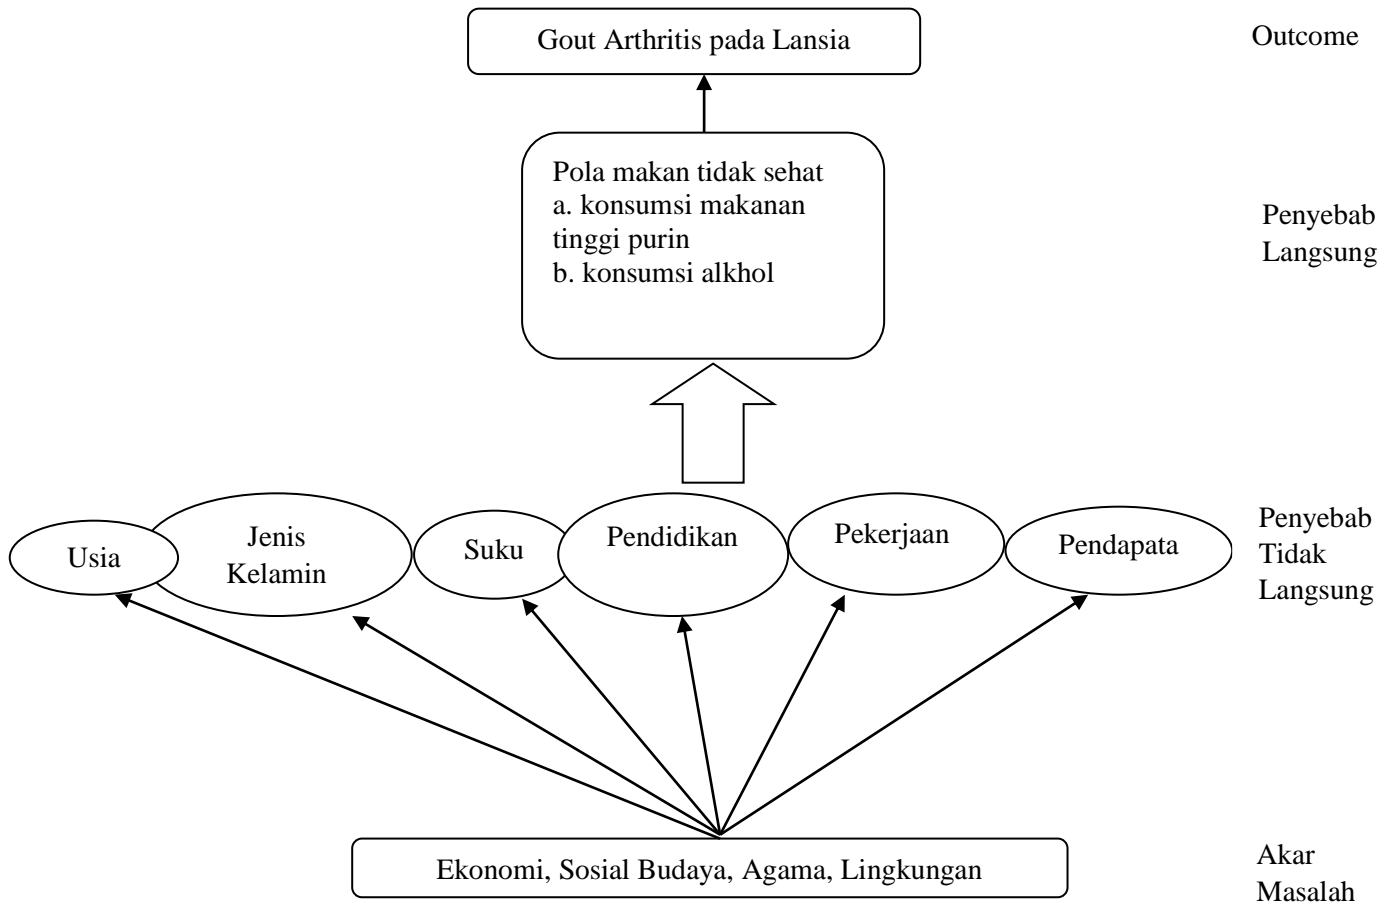 Gout Arthritis pada Lansia
Outcome
Pola makan tidak sehat
a. konsumsi makanan
tinggi purin
b. konsumsi alkhol
Penyebab
Langsung
Usia
Jenis
Kelamin
Suku
Pendidikan
Pekerjaan
Pendapata
Penyebab
Tidak
Langsung
Ekonomi, Sosial Budaya, Agama, Lingkungan
Akar
Masalah